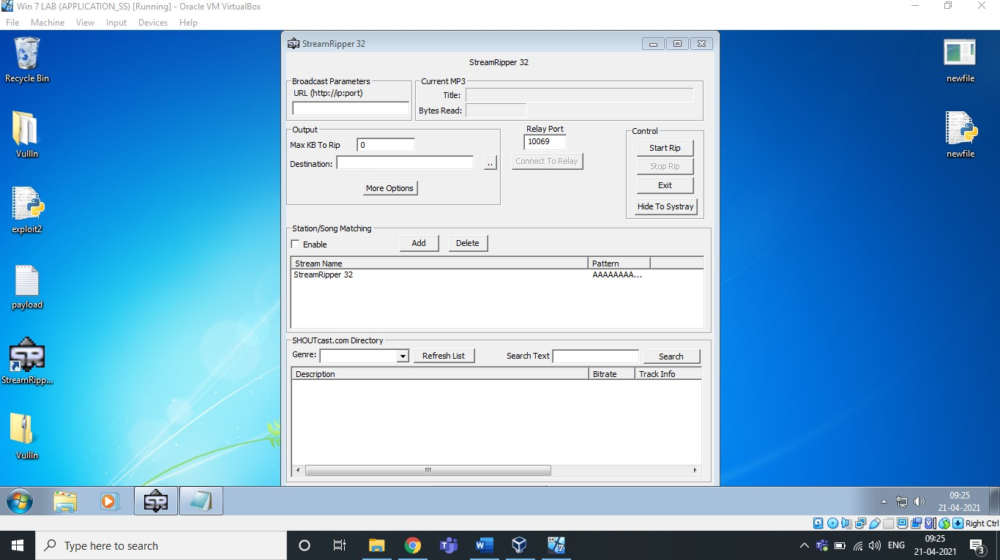 Win 7 LAB (APPLICATION_SS) [Running] - Oracle VM VirtualBox
File Machine View Input Devices Help
Recycle Bin
VullIn
exploit2
payload
StreamRipp...
VullIn
StreamRipper 32
StreamRipper 32
Broadcast Parameters
URL (http://ip:port)
Current MP3
Title:
Bytes Read:
Output
Max KB To Rip 0
Destination:
..
More Options
Relay Port
10069
Connect To Relay
Control
Start Rip
Stop Rip
Exit
Hide To Systray
Station/Song Matching
Enable Add Delete
Stream Name Pattern
StreamRipper 32 AAAAAAAA...
SHOUTcast.com Directory
Genre: Refresh List Search Text Search
Description Bitrate Track Info
newfile
newfile
09:25
21-04-2021
Right Ctrl
Type here to search
ENG
09:25
21-04-2021
3